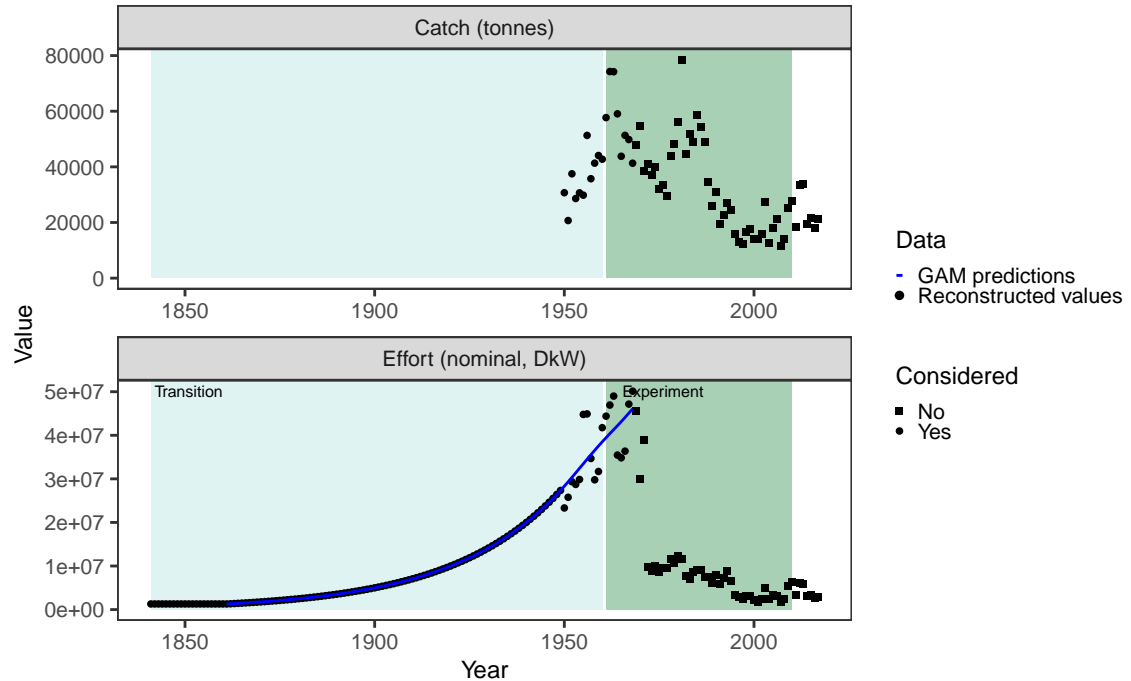 Catch (tonnes)
80000
60000
40000
20000
0
1850 1900 1950 2000
Value
Effort (nominal, DkW)
Transition Experiment
5e+07
4e+07
3e+07
2e+07
1e+07
0e+00
1850 1900 1950 2000
Year
Data
GAM predictions
Reconstructed values
Considered
No
Yes